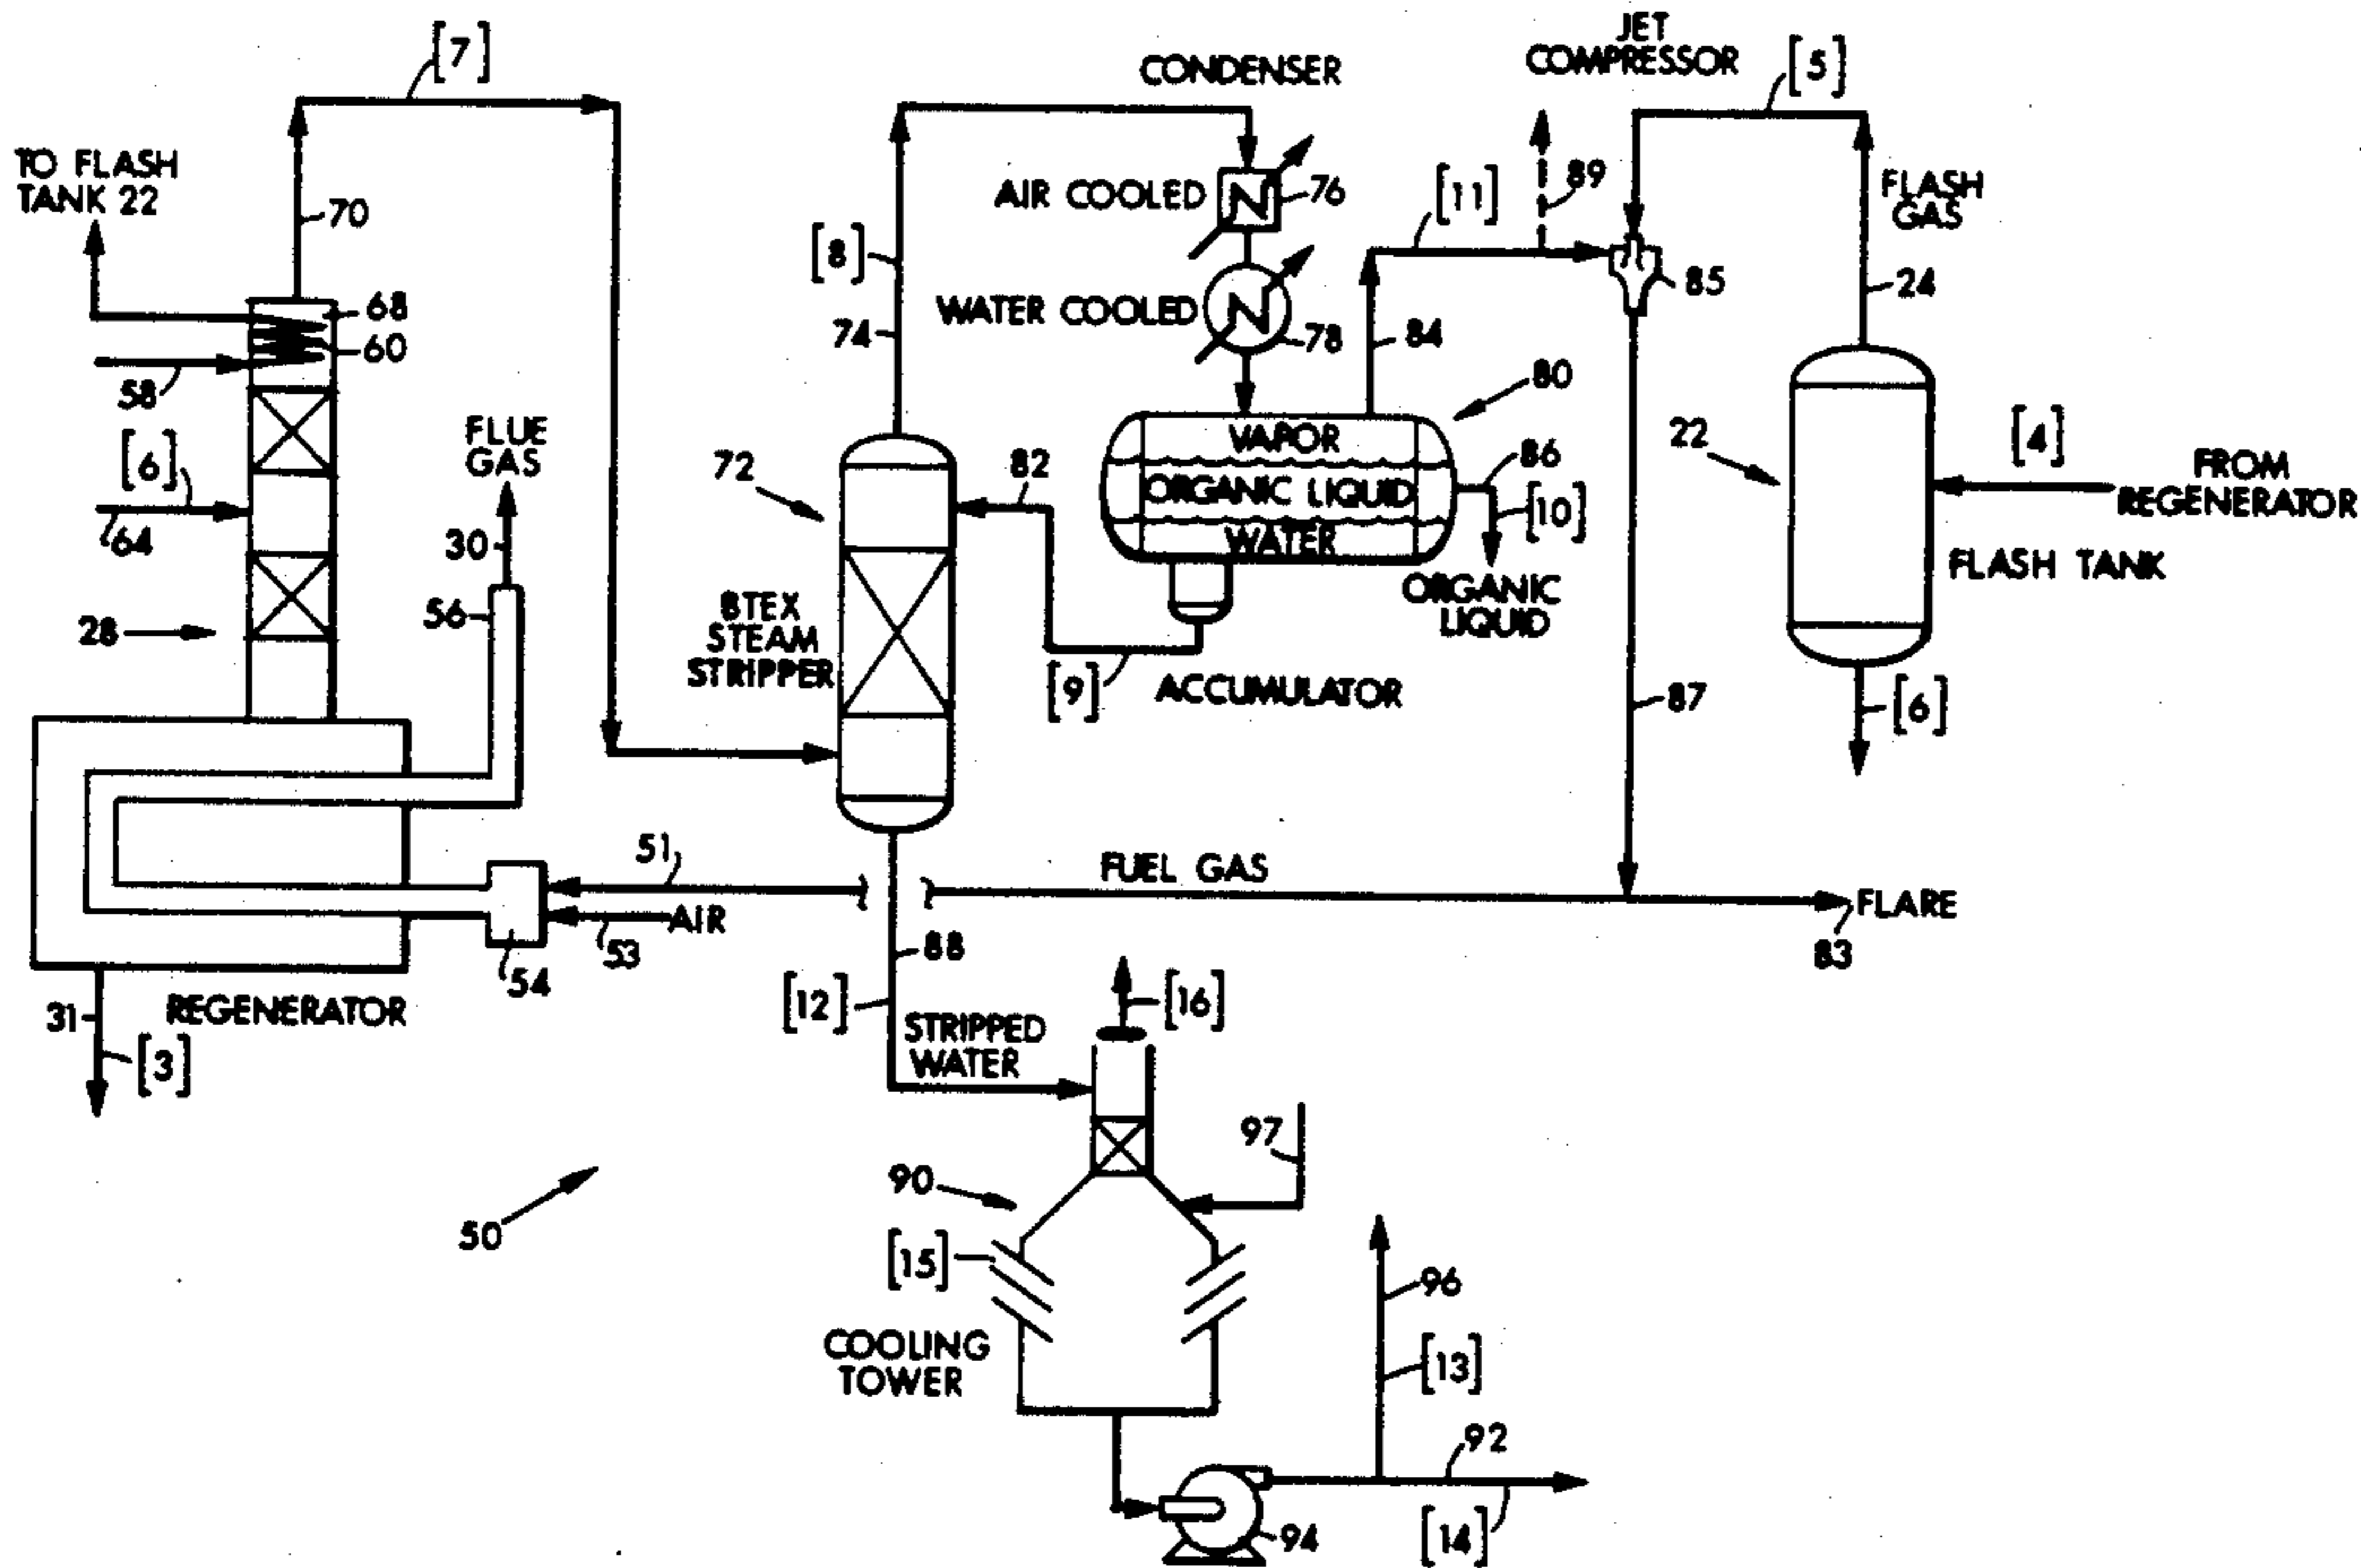 [7]
CONDENSER
JET
COMPRESSOR
[5]
TO FLASH
TANK 22
70
AIR COOLED
76
[11]
89
FLASH
GAS
[8]
68
60
58
74
WATER COOLED
78
84
85
24
80
[6]
64
FLUE
GAS
30
72
82
VAPOR
ORGANIC LIQUID
WATER
86
[10]
ORGANIC
LIQUID
22
[4]
FROM
REGENERATOR
FLASH TANK
28
56
BTEX
STEAM
STRIPPER
[9]
ACCUMULATOR
87
[6]
51
FUEL GAS
FLARE
83
AIR
53
54
88
31
REGENERATOR
[3]
[12]
STRIPPED
WATER
[16]
97
90
50
[15]
COOLING
TOWER
96
[13]
92
94
[14]